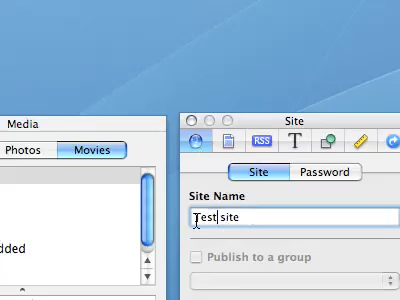 Media
Photos
Movies
dded
Site
RSS
T
Site
Password
Site Name
Test site
Publish to a group